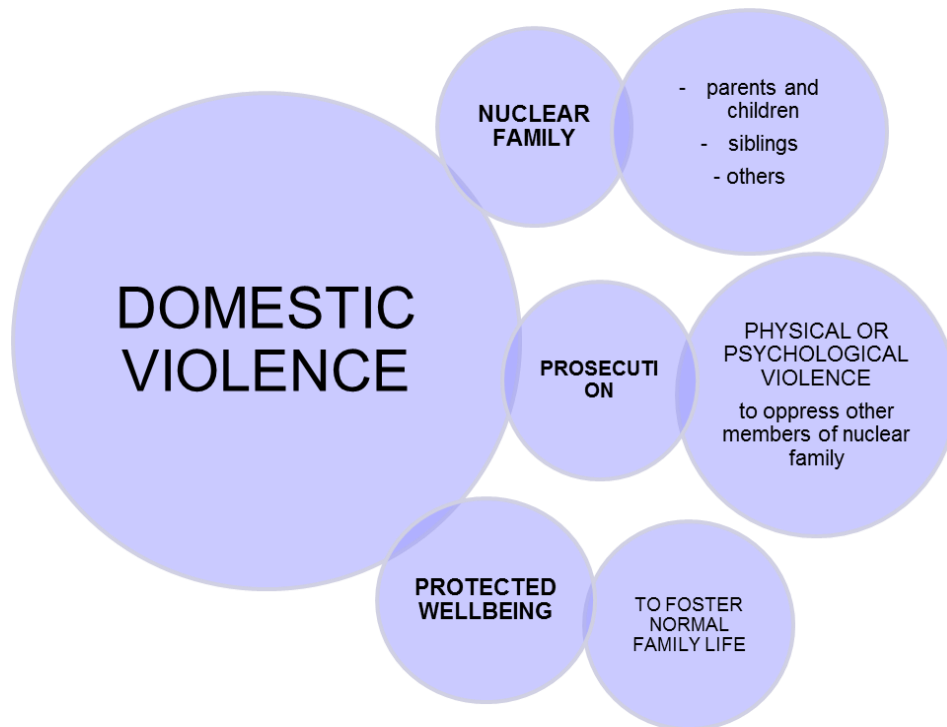 DOMESTIC
VIOLENCE
NUCLEAR
FAMILY
- parents and
children
- siblings
- others
PROSECUTI
ON
PHYSICAL OR
PSYCHOLOGICAL
VIOLENCE
to oppress other
members of nuclear
family
PROTECTED
WELLBEING
TO FOSTER
NORMAL
FAMILY LIFE